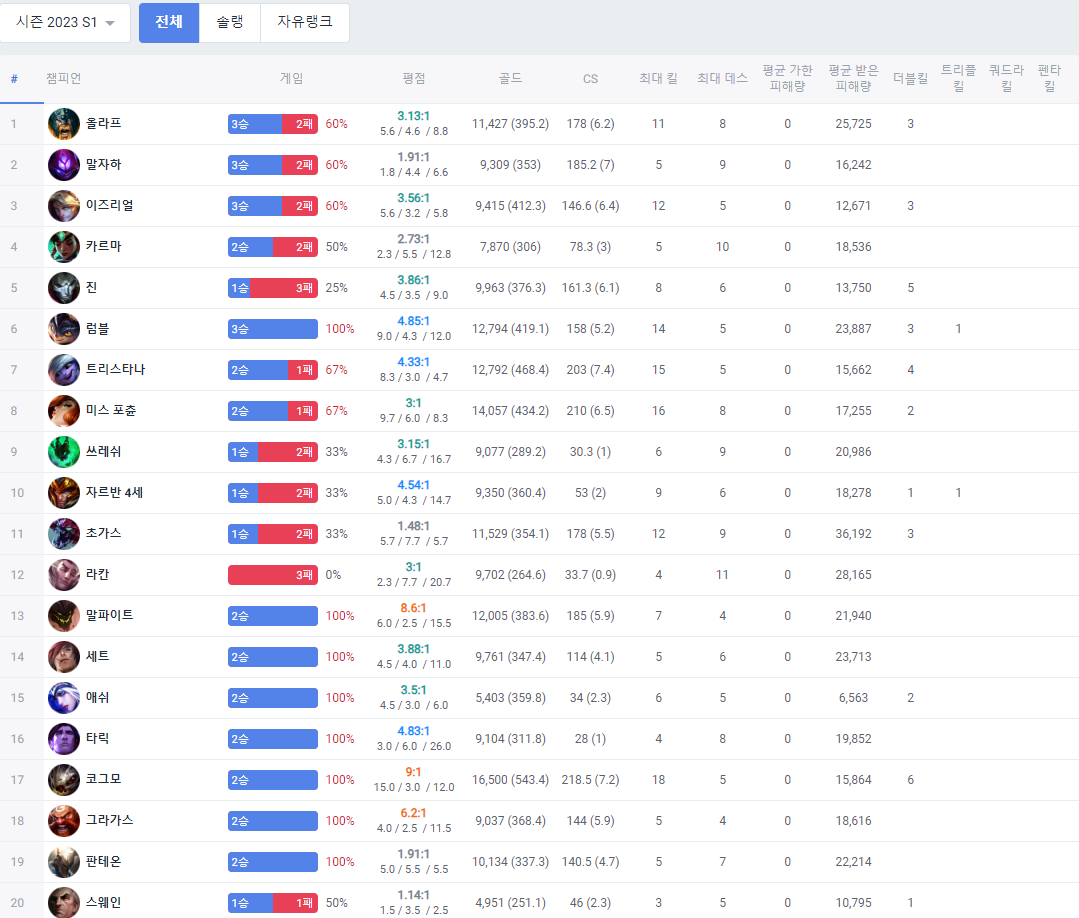 시즌 2023 S1 전체 솔랭 자유랭크
# 챔피언 게임 평점 골드 CS 최대 킬 최대 데스 평균 가한 피해량 평균 받은 피해량 더블킬 트리플 킬 쿼드라 킬 펜타 킬
1 올라프 3승 2패 60% 3.13:1 11,427 (395.2) 178 (6.2) 11 8 0 25,725 3
5.6 / 4.6 / 8.8
2 말자하 3승 2패 60% 1.91:1 9,309 (353) 185.2 (7) 5 9 0 16,242
1.8 / 4.4 / 6.6
3 이즈리얼 3승 2패 60% 3.56:1 9,415 (412.3) 146.6 (6.4) 12 5 0 12,671 3
5.6 / 3.2 / 5.8
4 카르마 2승 2패 50% 2.73:1 7,870 (306) 78.3 (3) 5 10 0 18,536
2.3 / 5.5 / 12.8
5 진 1승 3패 25% 3.86:1 9,963 (376.3) 161.3 (6.1) 8 6 0 13,750 5
4.5 / 3.5 / 9.0
6 럼블 3승 100% 4.85:1 12,794 (419.1) 158 (5.2) 14 5 0 23,887 3 1
9.0 / 4.3 / 12.0
7 트리스타나 2승 1패 67% 4.33:1 12,792 (468.4) 203 (7.4) 15 5 0 15,662 4
8.3 / 3.0 / 4.7
8 미스 포츈 2승 1패 67% 3:1 14,057 (434.2) 210 (6.5) 16 8 0 17,255 2
9.7 / 6.0 / 8.3
9 쓰레쉬 1승 2패 33% 3.15:1 9,077 (289.2) 30.3 (1) 6 9 0 20,986
4.3 / 6.7 / 16.7
10 자르반 4세 1승 2패 33% 4.54:1 9,350 (360.4) 53 (2) 9 6 0 18,278 1 1
5.0 / 4.3 / 14.7
11 초가스 1승 2패 33% 1.48:1 11,529 (354.1) 178 (5.5) 12 9 0 36,192 3
5.7 / 7.7 / 5.7
12 라칸 3패 0% 3:1 9,702 (264.6) 33.7 (0.9) 4 11 0 28,165
2.3 / 7.7 / 20.7
13 말파이트 2승 100% 8.6:1 12,005 (383.6) 185 (5.9) 7 4 0 21,940
6.0 / 2.5 / 15.5
14 세트 2승 100% 3.88:1 9,761 (347.4) 114 (4.1) 5 6 0 23,713
4.5 / 4.0 / 11.0
15 애쉬 2승 100% 3.5:1 5,403 (359.8) 34 (2.3) 6 5 0 6,563 2
4.5 / 3.0 / 6.0
16 타릭 2승 100% 4.83:1 9,104 (311.8) 28 (1) 4 8 0 19,852
3.0 / 6.0 / 26.0
17 코그모 2승 100% 9:1 16,500 (543.4) 218.5 (7.2) 18 5 0 15,864 6
15.0 / 3.0 / 12.0
18 그라가스 2승 100% 6.2:1 9,037 (368.4) 144 (5.9) 5 4 0 18,616
4.0 / 2.5 / 11.5
19 판테온 2승 100% 1.91:1 10,134 (337.3) 140.5 (4.7) 5 7 0 22,214
5.0 / 5.5 / 5.5
20 스웨인 1승 1패 50% 1.14:1 4,951 (251.1) 46 (2.3) 3 5 0 10,795 1
1.5 / 3.5 / 2.5